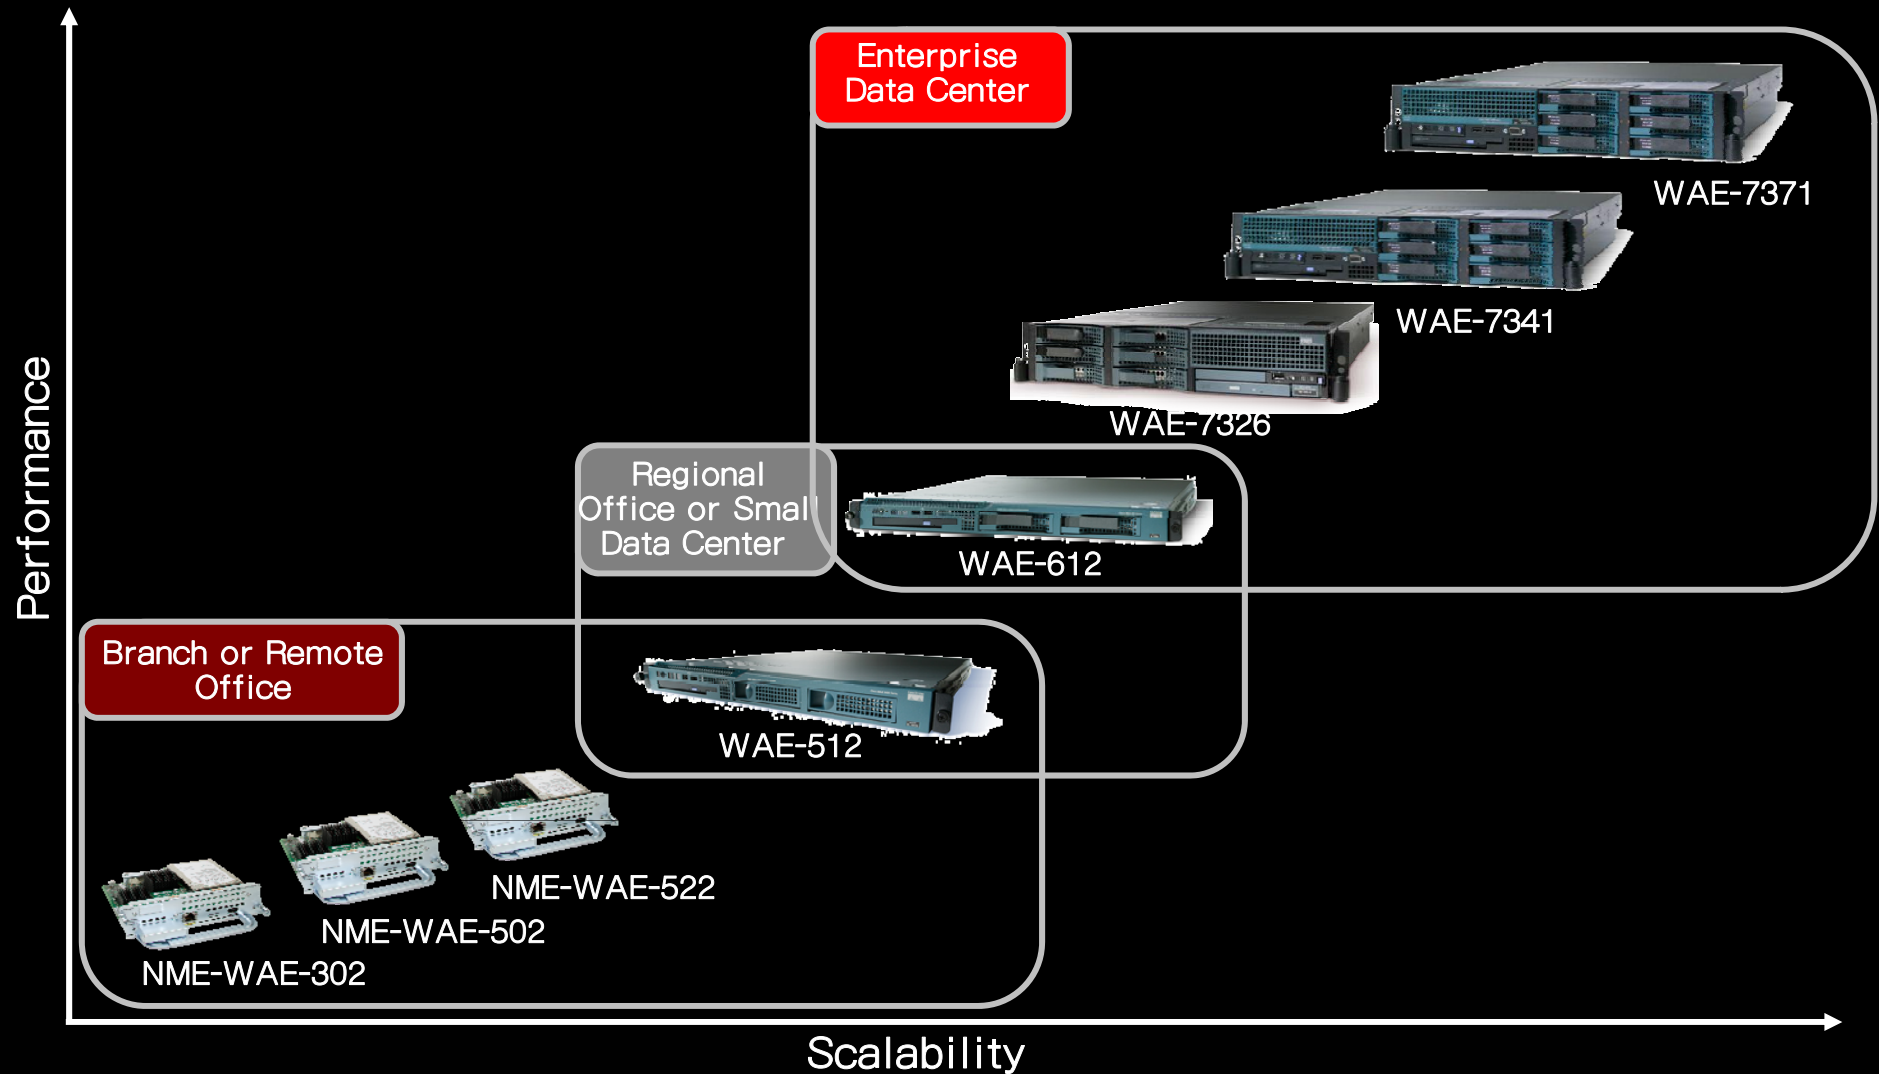 Enterprise
Data Center
WAE-7371
WAE-7341
WAE-7326
Regional
Office or Small
Data Center
WAE-612
Branch or Remote
Office
WAE-512
NME-WAE-522
NME-WAE-502
NME-WAE-302
Performance
Scalability